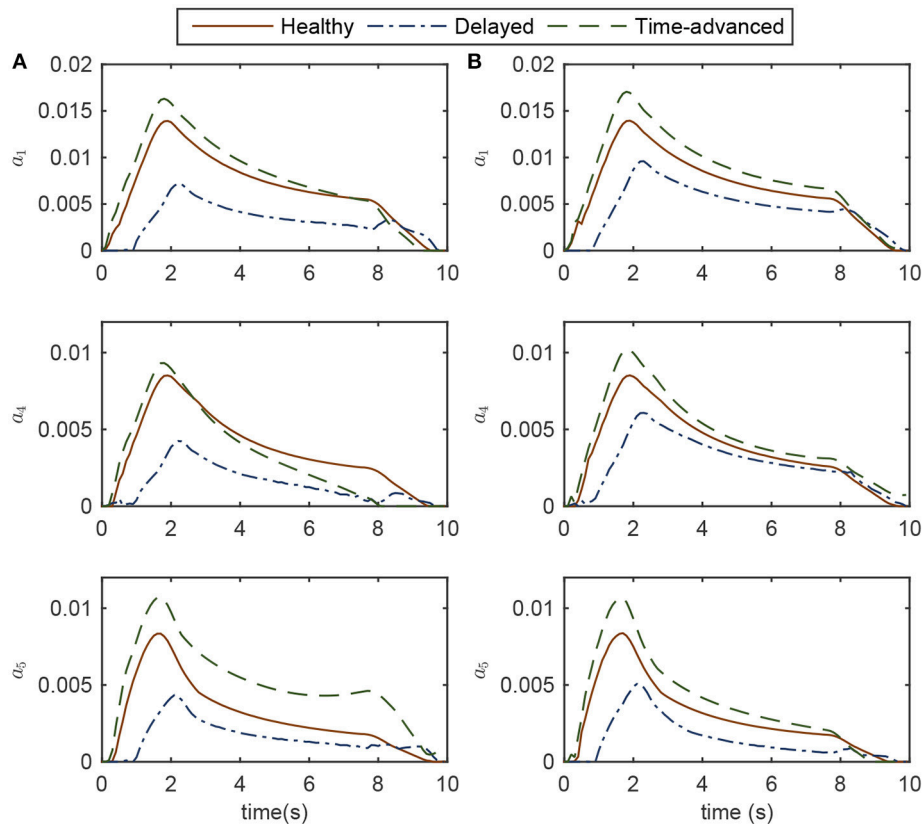 Healthy Delayed Time-advanced
A B
0.02 0.02
0.015 0.015
a1 0.01 a1 0.01
0.005 0.005
0 0
0 2 4 6 8 10 0 2 4 6 8 10
0.01 0.01
a4 0.005 a4 0.005
0 0
0 2 4 6 8 10 0 2 4 6 8 10
0.01 0.01
a5 0.005 a5 0.005
0 0
0 2 4 6 8 10 0 2 4 6 8 10
time(s) time (s)